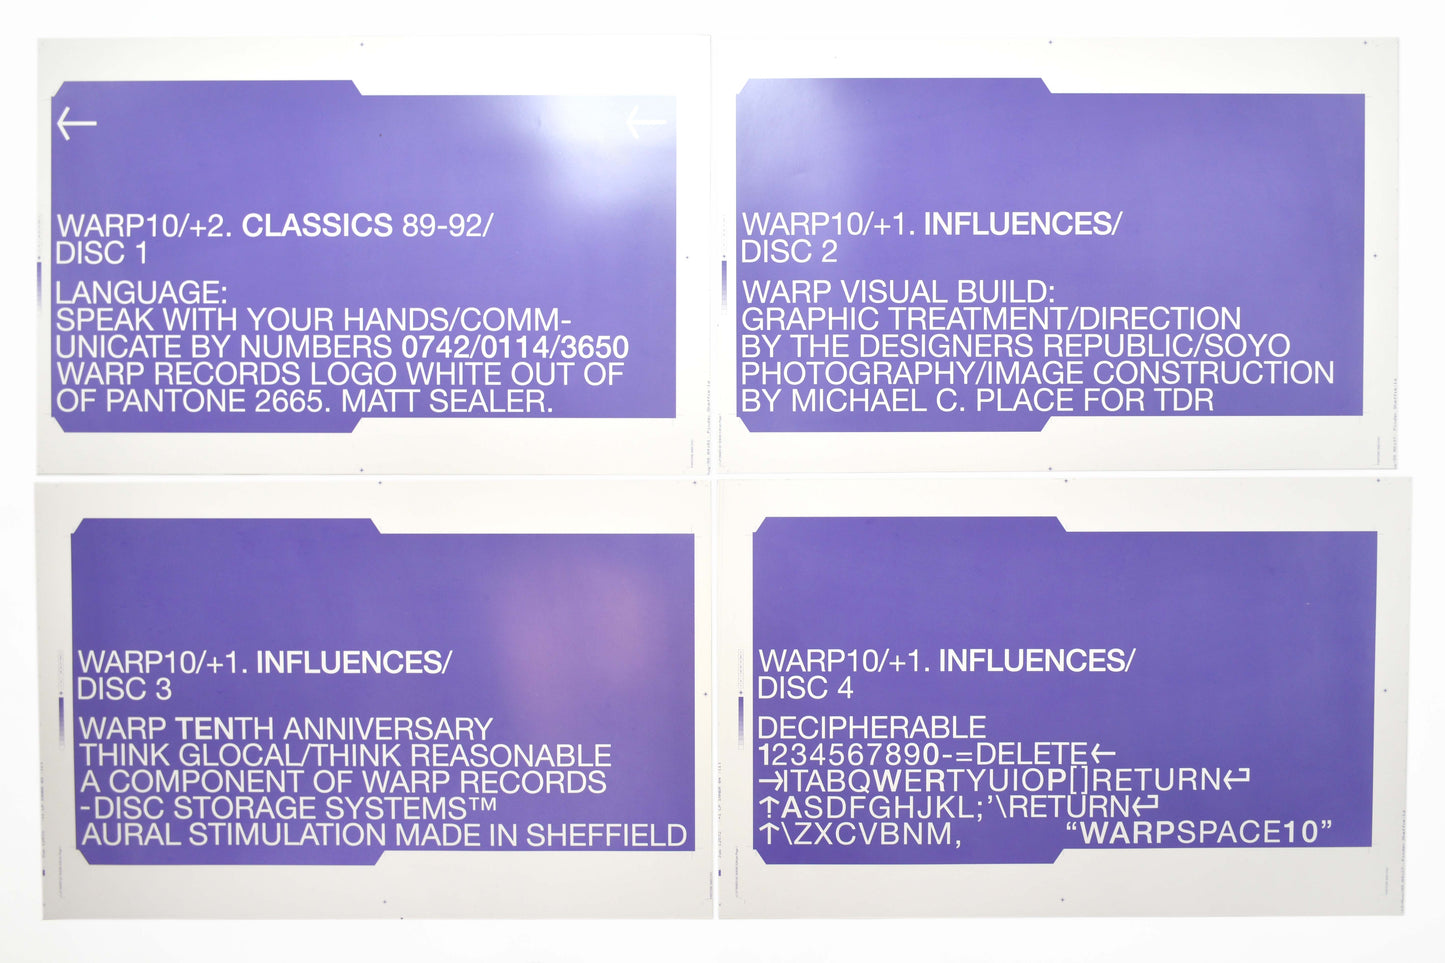 ←
←
WARP10/+2. CLASSICS 89-92/
DISC 1
LANGUAGE:
SPEAK WITH YOUR HANDS/COMM-
UNICATE BY NUMBERS 0742/0114/3650
WARP RECORDS LOGO WHITE OUT OF
OF PANTONE 2665. MATT SEALER.
WARP10/+1. INFLUENCES/
DISC 2
WARP VISUAL BUILD:
GRAPHIC TREATMENT/DIRECTION
BY THE DESIGNERS REPUBLIC/SOYO
PHOTOGRAPHY/IMAGE CONSTRUCTION
BY MICHAEL C. PLACE FOR TDR
WARP10/+1. INFLUENCES/
DISC 3
WARP TENTH ANNIVERSARY
THINK GLOCAL/THINK REASONABLE
A COMPONENT OF WARP RECORDS
-DISC STORAGE SYSTEMS™
AURAL STIMULATION MADE IN SHEFFIELD
WARP10/+1. INFLUENCES/
DISC 4
DECIPHERABLE
1234567890-=DELETE←
→ITABQWERTYUIOP[]RETURN↵
↑ASDFGHJKL;'\RETURN↵
↑\ZXCVBNM, “WARPSPACE10”